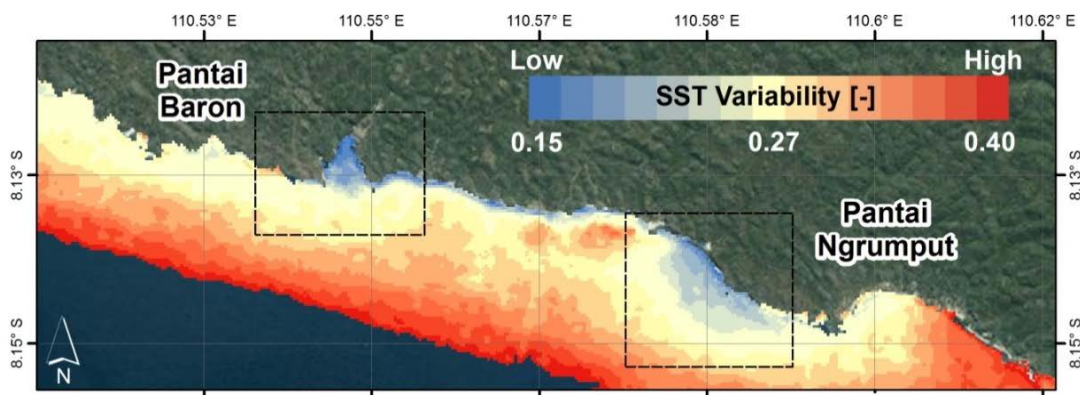 110.53° E
110.55° E
110.57° E
110.58° E
110.6° E
110.62° E
Pantai
Baron
Low
High
SST Variability [-]
0.15
0.27
0.40
8.13° S
8.13° S
Pantai
Ngrumput
8.15° S
8.15° S
N